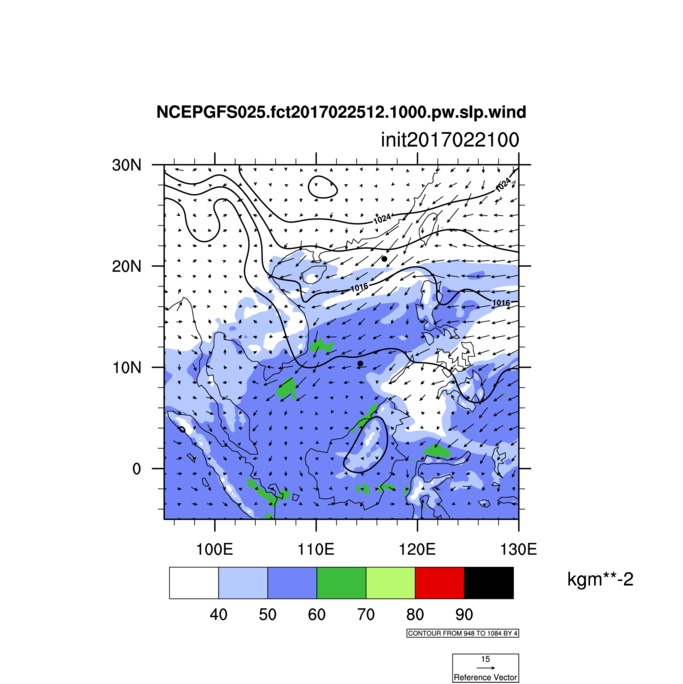 NCEPGFS025.fct2017022512.1000.pw.slp.wind
init2017022100
30N
1024
1024
20N
1016
1016
10N
0
100E 110E 120E 130E
kgm**-2
40 50 60 70 80 90
CONTOUR FROM 948 TO 1084 BY 4
15
Reference Vector